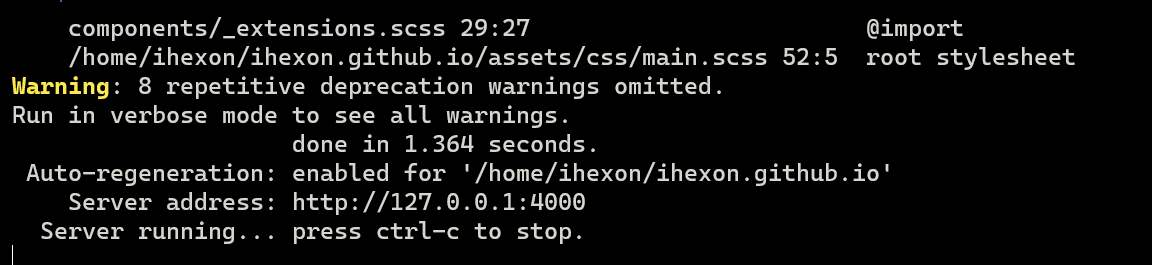 components/_extensions.scss 29:27 @import
/home/ihexon/ihexon.github.io/assets/css/main.scss 52:5 root stylesheet
Warning: 8 repetitive deprecation warnings omitted.
Run in verbose mode to see all warnings.
done in 1.364 seconds.
Auto-regeneration: enabled for '/home/ihexon/ihexon.github.io'
Server address: http://127.0.0.1:4000
Server running... press ctrl-c to stop.